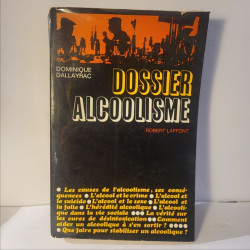 DOMINIQUE
DALLAYRAC
DOSSIER
ALCOOLISME
ROBERT LAFFONT
● Les causes de l'alcoolisme, ses consé-
quences ● L'alcool et le crime ● L'alcool et
le suicide ● L'alcool et le sexe ● L'alcool et
la folie ● L'hérédité alcoolique ● L'alcooli-
que dans la vie sociale ●●● La vérité sur
les cures de désintoxication ●● Comment
aider un alcoolique à s'en sortir ? ●●●●
● Que faire pour stabiliser un alcoolique ?